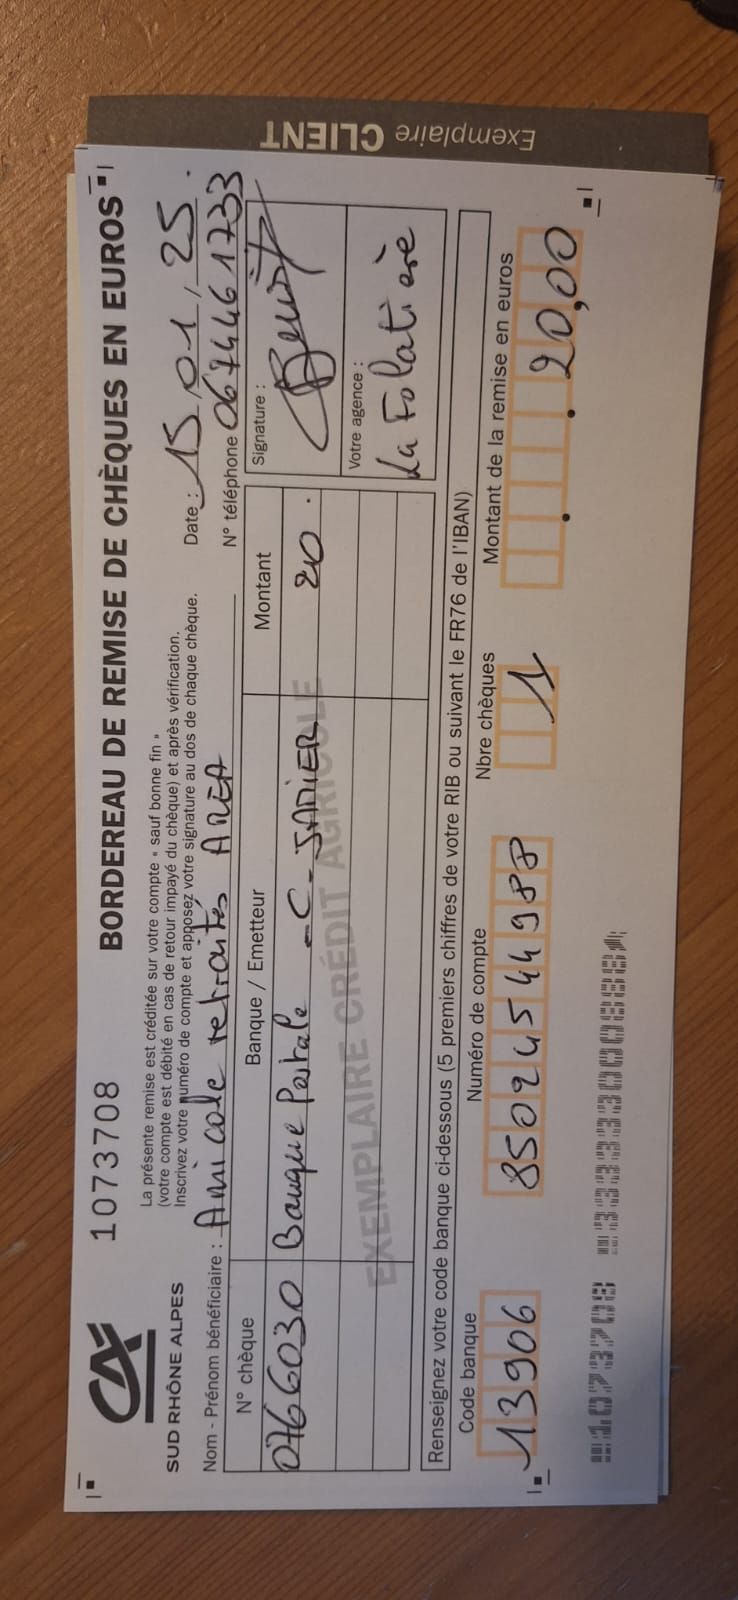 Exemplaire CLIENT
CA
SUD RHÔNE ALPES
1073708
BORDEREAU DE REMISE DE CHÈQUES EN EUROS
La présente remise est créditée sur votre compte « sauf bonne fin »
(votre compte est débité en cas de retour impayé du chèque) et après vérification.
Inscrivez votre numéro de compte et apposez votre signature au dos de chaque chèque.
Date : 15, 01, 25.
Nom - Prénom bénéficiaire : Amicale retraités AREA
N° téléphone 0674461733
N° chèque Banque / Emetteur Montant
0766030 Banque Postale - C - JANIER 20.
EXEMPLAIRE CRÉDIT AGRICOLE
Signature :
Benoît
Votre agence :
La Folatière
Renseignez votre code banque ci-dessous (5 premiers chiffres de votre RIB ou suivant le FR76 de l'IBAN)
Code banque Numéro de compte Nbre chèques Montant de la remise en euros
13906 85024544988 1 20,00